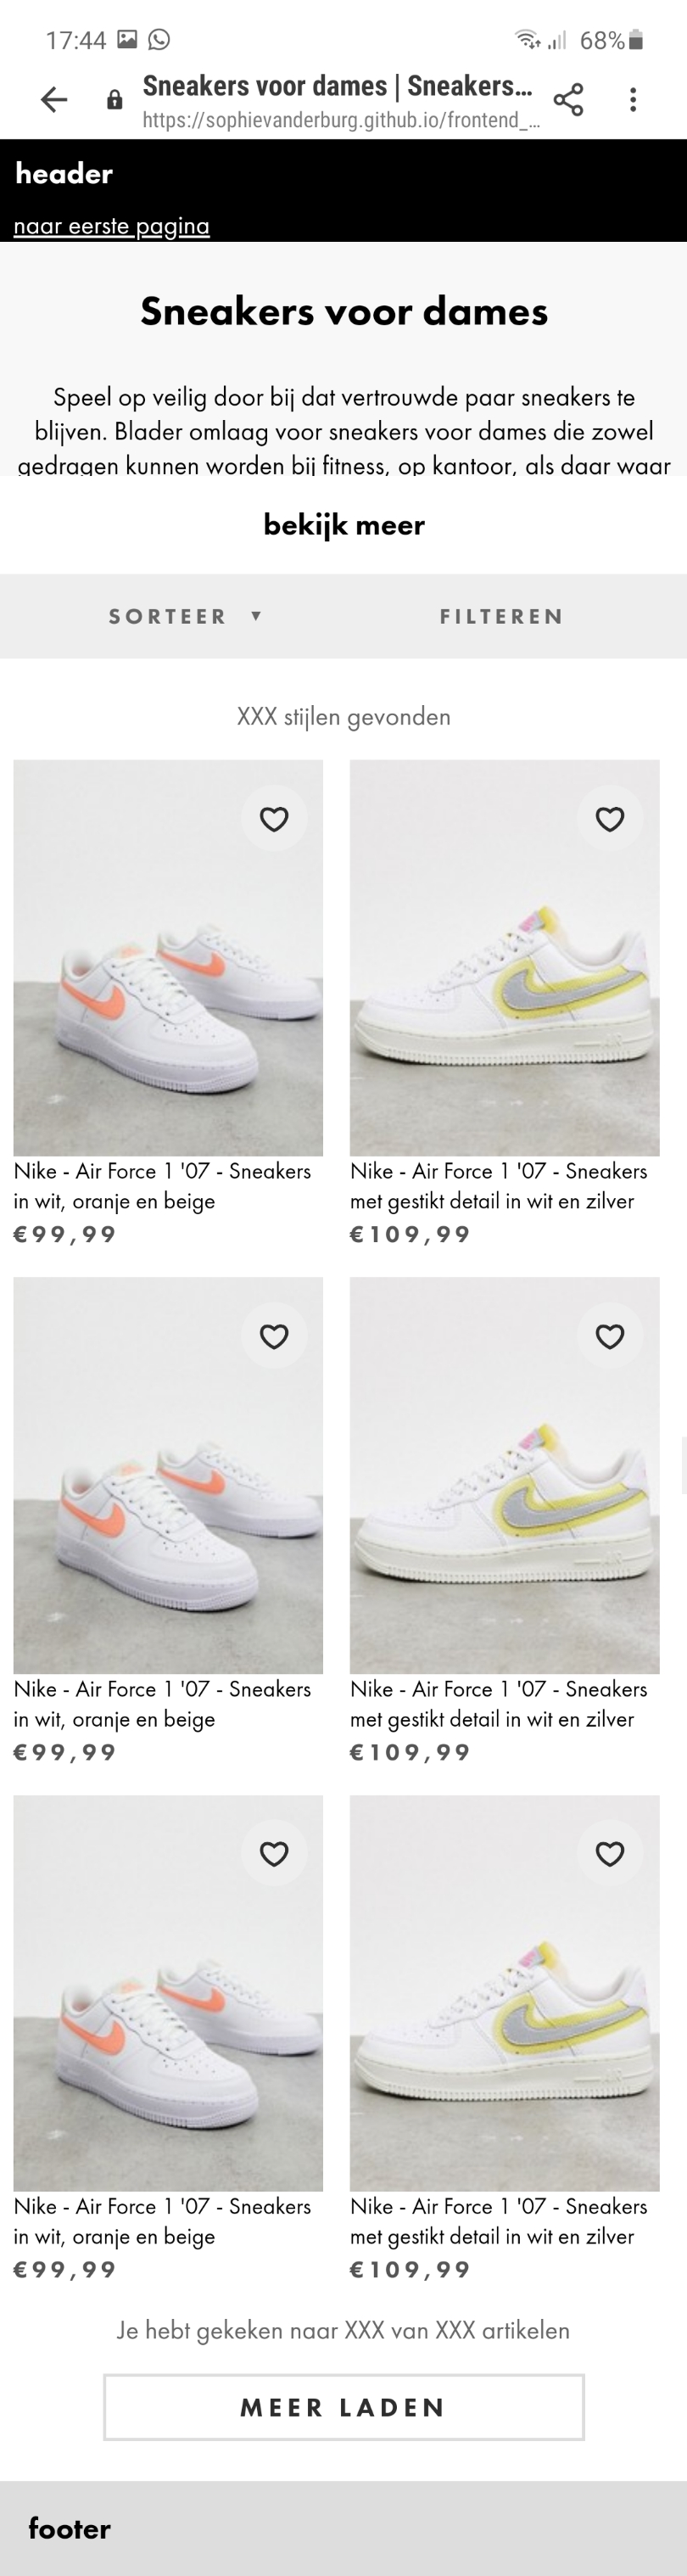 17:44
68%
Sneakers voor dames | Sneakers...
https://sophievanderburg.github.io/frontend_...
header
naar eerste pagina
Sneakers voor dames
Speel op veilig door bij dat vertrouwde paar sneakers te
blijven. Blader omlaag voor sneakers voor dames die zowel
gedragen kunnen worden bij fitness, op kantoor, als daar waar
bekijk meer
SORTEER ▼
FILTEREN
XXX stijlen gevonden
Nike - Air Force 1 '07 - Sneakers
in wit, oranje en beige
€99,99
Nike - Air Force 1 '07 - Sneakers
met gestikt detail in wit en zilver
€109,99
Nike - Air Force 1 '07 - Sneakers
in wit, oranje en beige
€99,99
Nike - Air Force 1 '07 - Sneakers
met gestikt detail in wit en zilver
€109,99
Nike - Air Force 1 '07 - Sneakers
in wit, oranje en beige
€99,99
Nike - Air Force 1 '07 - Sneakers
met gestikt detail in wit en zilver
€109,99
Je hebt gekeken naar XXX van XXX artikelen
MEER LADEN
footer